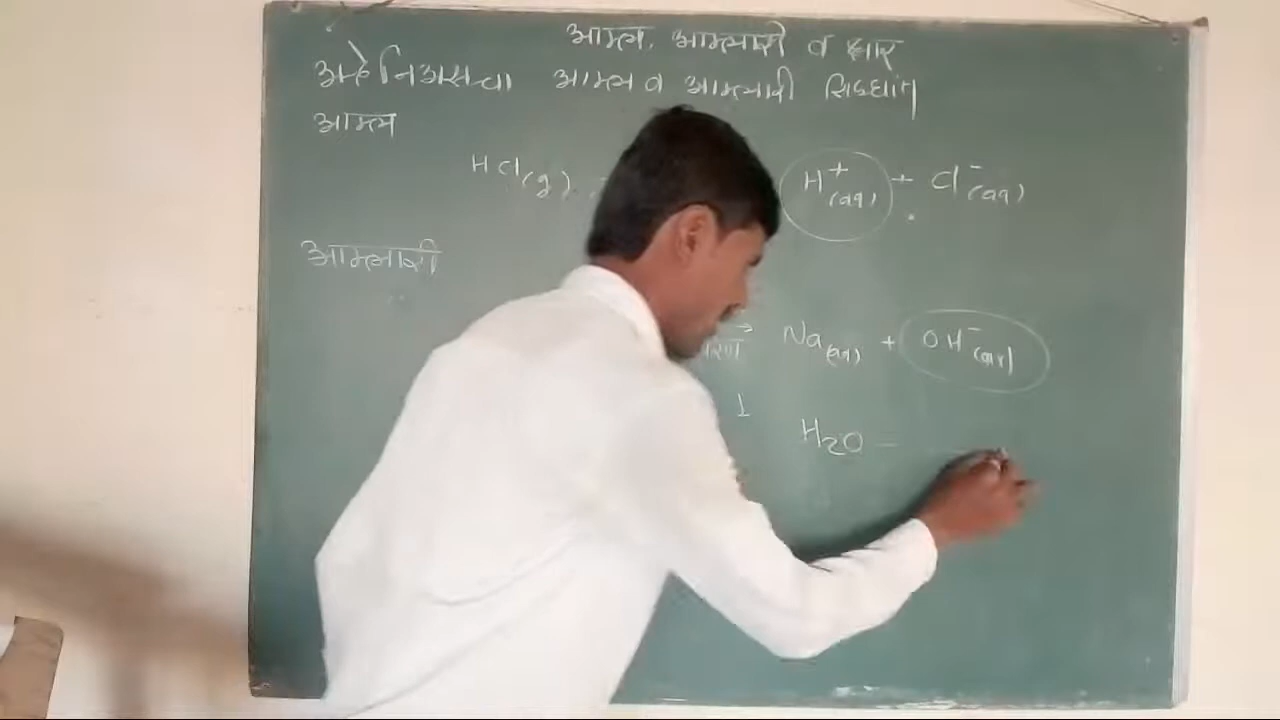 आम्ल, आम्लारी व क्षार
अर्हेनिअसचा आम्ल व आम्लारी सिद्धांत
आम्ल
HCl(g) H⁺(aq) + Cl⁻(aq)
आम्लारी
Na(aq) + OH⁻(aq)
H₂O –